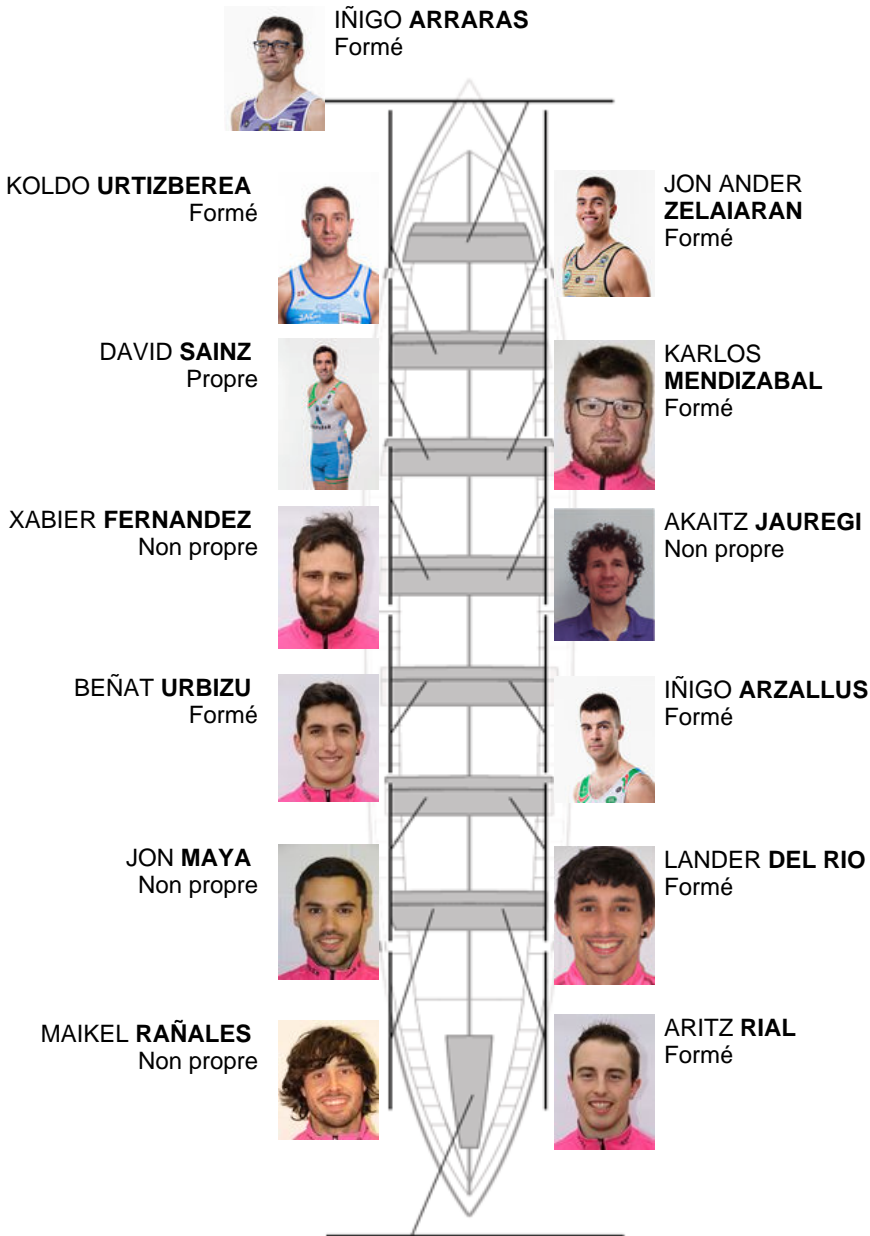 IÑIGO ARRARAS
Formé
KOLDO URTIZBEREA
Formé
JON ANDER
ZELAIARAN
Formé
DAVID SAINZ
Propre
KARLOS
MENDIZABAL
Formé
XABIER FERNANDEZ
Non propre
AKAITZ JAUREGI
Non propre
BEÑAT URBIZU
Formé
IÑIGO ARZALLUS
Formé
JON MAYA
Non propre
LANDER DEL RIO
Formé
MAIKEL RAÑALES
Non propre
ARITZ RIAL
Formé